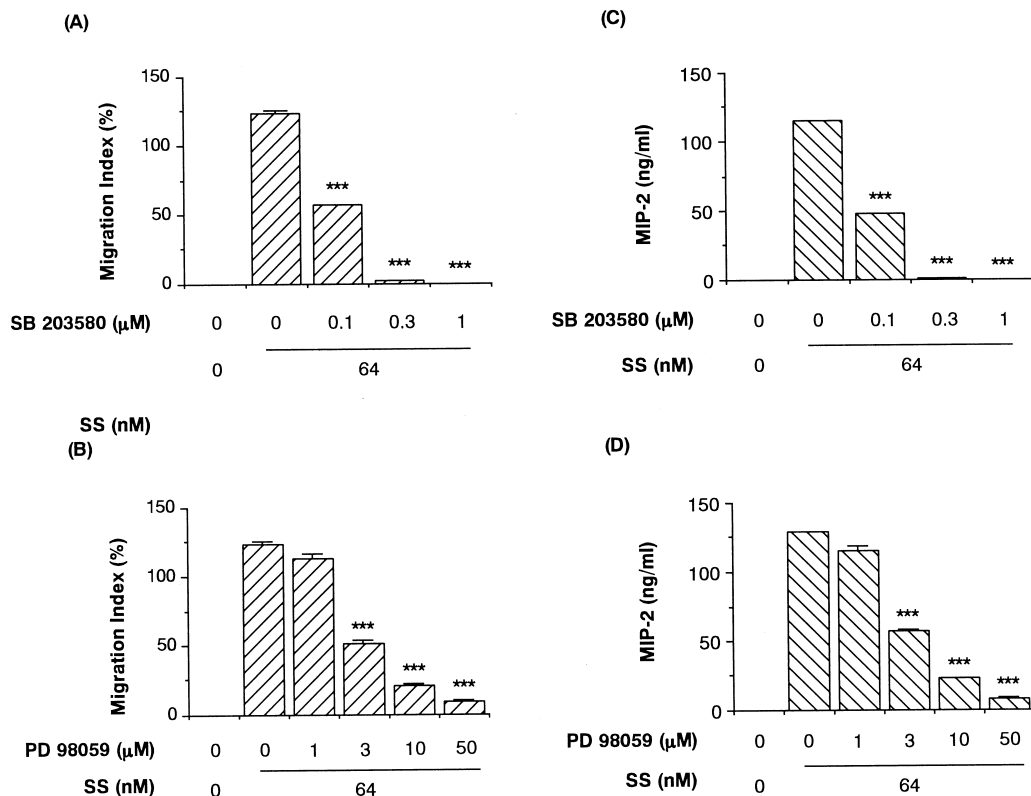 (A)
150
100
50
0
Migration Index (%)
***
***
***
SB 203580 (µM) 0 0 0.1 0.3 1
0 64
SS (nM)
(B)
150
100
50
0
Migration Index (%)
***
***
***
PD 98059 (µM) 0 0 1 3 10 50
SS (nM) 0 64
(C)
150
100
50
0
MIP-2 (ng/ml)
***
***
***
SB 203580 (µM) 0 0 0.1 0.3 1
SS (nM) 0 64
(D)
150
100
50
0
MIP-2 (ng/ml)
***
***
***
PD 98059 (µM) 0 0 1 3 10 50
SS (nM) 0 64